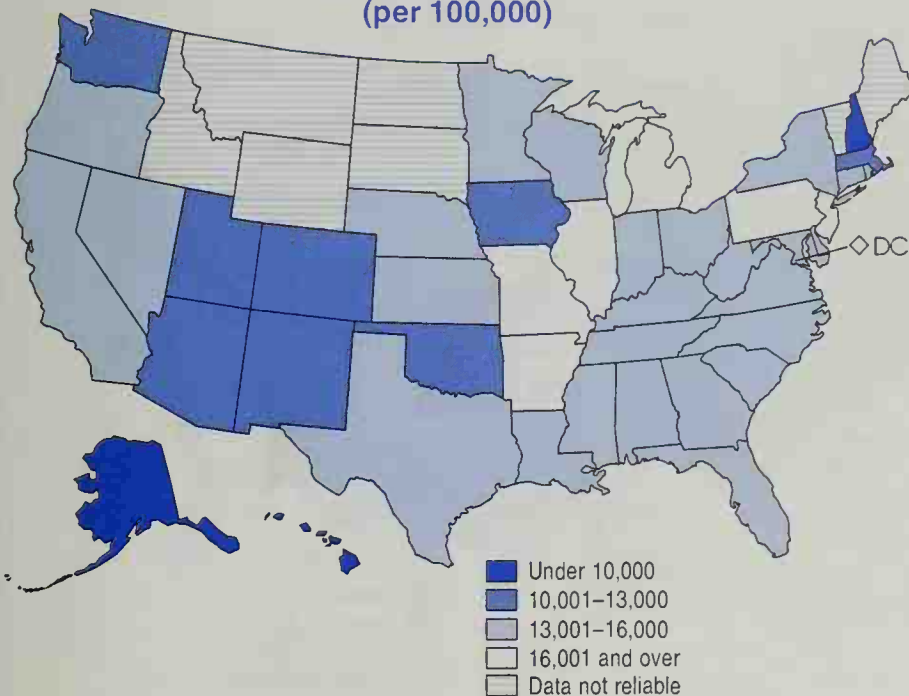 (per 100,000)
◇ DC
Under 10,000
10,001–13,000
13,001–16,000
16,001 and over
Data not reliable